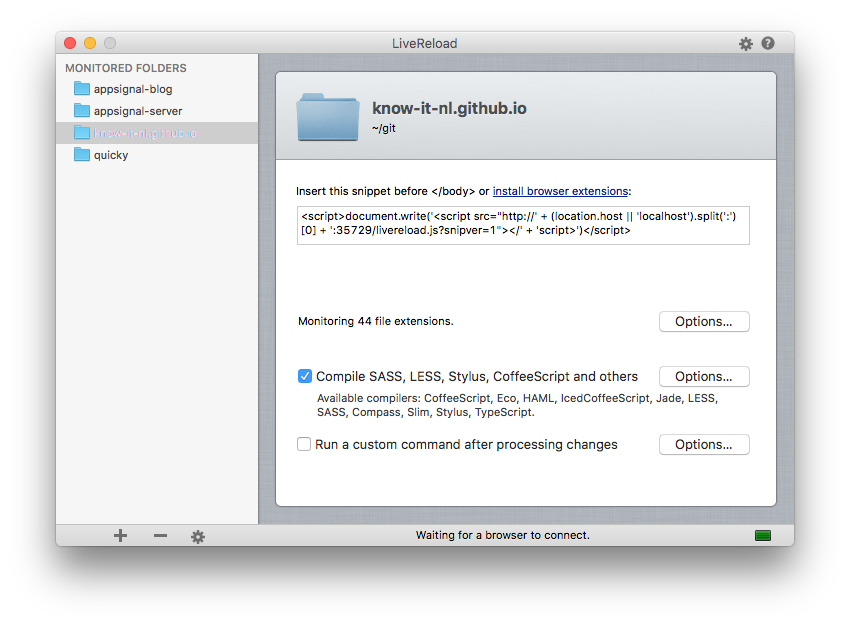 LiveReload
MONITORED FOLDERS
appsignal-blog
appsignal-server
know-it-nl.github.io
quicky
know-it-nl.github.io
~/git
Insert this snippet before </body> or install browser extensions:
<script>document.write('<script src="http://' + (location.host || 'localhost').split(':')
[0] + ':35729/livereload.js?snipver=1"></' + 'script>')</script>
Monitoring 44 file extensions.
Options...
Compile SASS, LESS, Stylus, CoffeeScript and others
Options...
Available compilers: CoffeeScript, Eco, HAML, IcedCoffeeScript, Jade, LESS,
SASS, Compass, Slim, Stylus, TypeScript.
Run a custom command after processing changes
Options...
Waiting for a browser to connect.